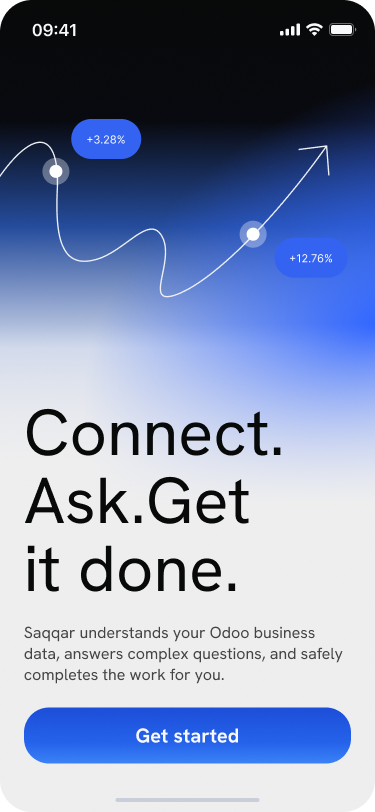 09:41
+3.28%
+12.76%
Connect.
Ask.Get
it done.
Saqqar understands your Odoo business
data, answers complex questions, and safely
completes the work for you.
Get started